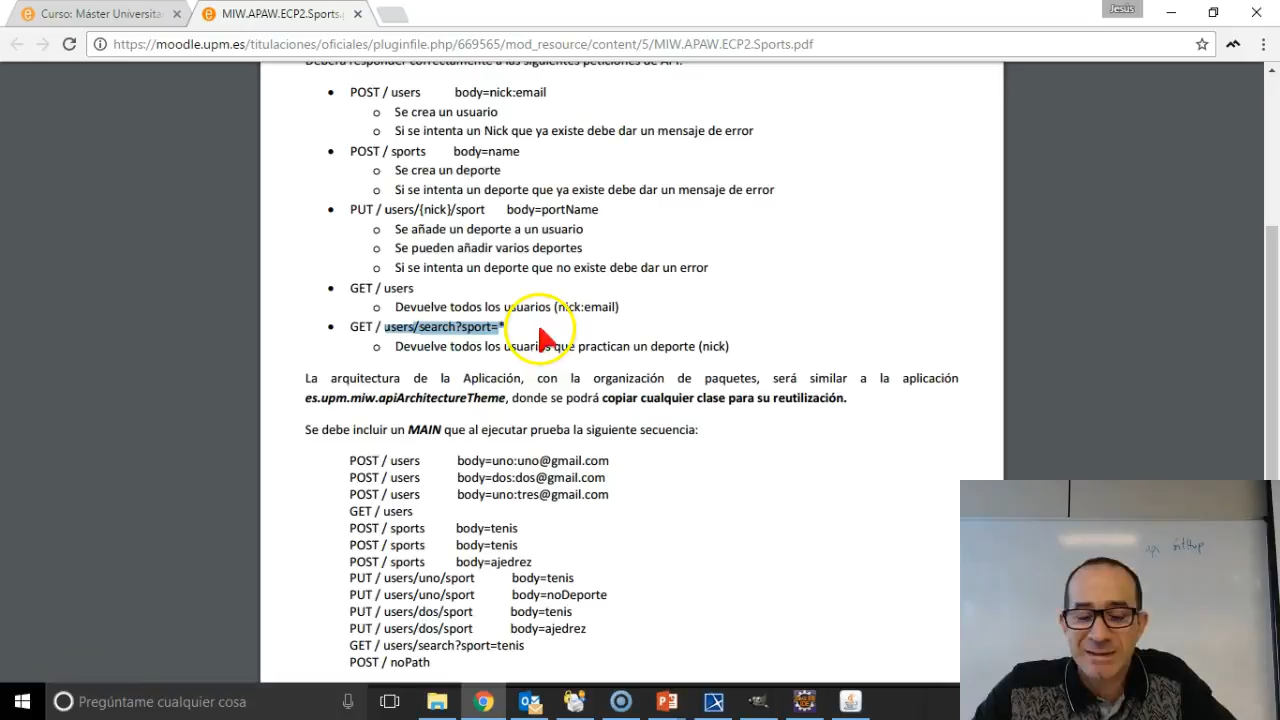 Curso: Máster Universita
MIW.APAW.ECP2.Sports.p
Jesús
https://moodle.upm.es/titulaciones/oficiales/pluginfile.php/669565/mod_resource/content/5/MIW.APAW.ECP2.Sports.pdf
Deberá responder correctamente a las siguientes peticiones de API:
• POST / users body=nick:email
o Se crea un usuario
o Si se intenta un Nick que ya existe debe dar un mensaje de error
• POST / sports body=name
o Se crea un deporte
o Si se intenta un deporte que ya existe debe dar un mensaje de error
• PUT / users/{nick}/sport body=portName
o Se añade un deporte a un usuario
o Se pueden añadir varios deportes
o Si se intenta un deporte que no existe debe dar un error
• GET / users
o Devuelve todos los usuarios (nick:email)
• GET / users/search?sport=*
o Devuelve todos los usuarios que practican un deporte (nick)
La arquitectura de la Aplicación, con la organización de paquetes, será similar a la aplicación
es.upm.miw.apiArchitectureTheme, donde se podrá copiar cualquier clase para su reutilización.
Se debe incluir un MAIN que al ejecutar prueba la siguiente secuencia:
POST / users body=uno:uno@gmail.com
POST / users body=dos:dos@gmail.com
POST / users body=uno:tres@gmail.com
GET / users
POST / sports body=tenis
POST / sports body=tenis
POST / sports body=ajedrez
PUT / users/uno/sport body=tenis
PUT / users/uno/sport body=noDeporte
PUT / users/dos/sport body=tenis
PUT / users/dos/sport body=ajedrez
GET / users/search?sport=tenis
POST / noPath
Pregúntame cualquier cosa